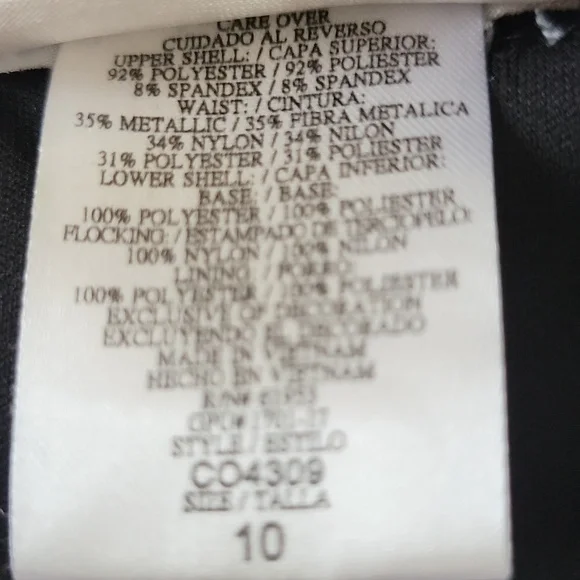 CARE OVER
CUIDADO AL REVERSO
UPPER SHELL: / CAPA SUPERIOR:
92% POLYESTER / 92% POLIESTER
8% SPANDEX / 8% SPANDEX
WAIST: / CINTURA:
35% METALLIC / 35% FIBRA METALICA
34% NYLON / 34% NILON
31% POLYESTER / 31% POLIESTER
LOWER SHELL: / CAPA INFERIOR:
BASE: / BASE:
100% POLYESTER / 100% POLIESTER
FLOCKING: / ESTAMPADO DE TERCIOPELO:
100% NYLON / 100% NILON
LINING: / FORRO:
100% POLYESTER / 100% POLIESTER
EXCLUSIVE OF DECORATION
EXCLUYENDO EL DECORADO
MADE IN VIETNAM
HECHO EN VIETNAM
RN#
GPO#
STYLE / ESTILO
CO4309
SIZE / TALLA
10